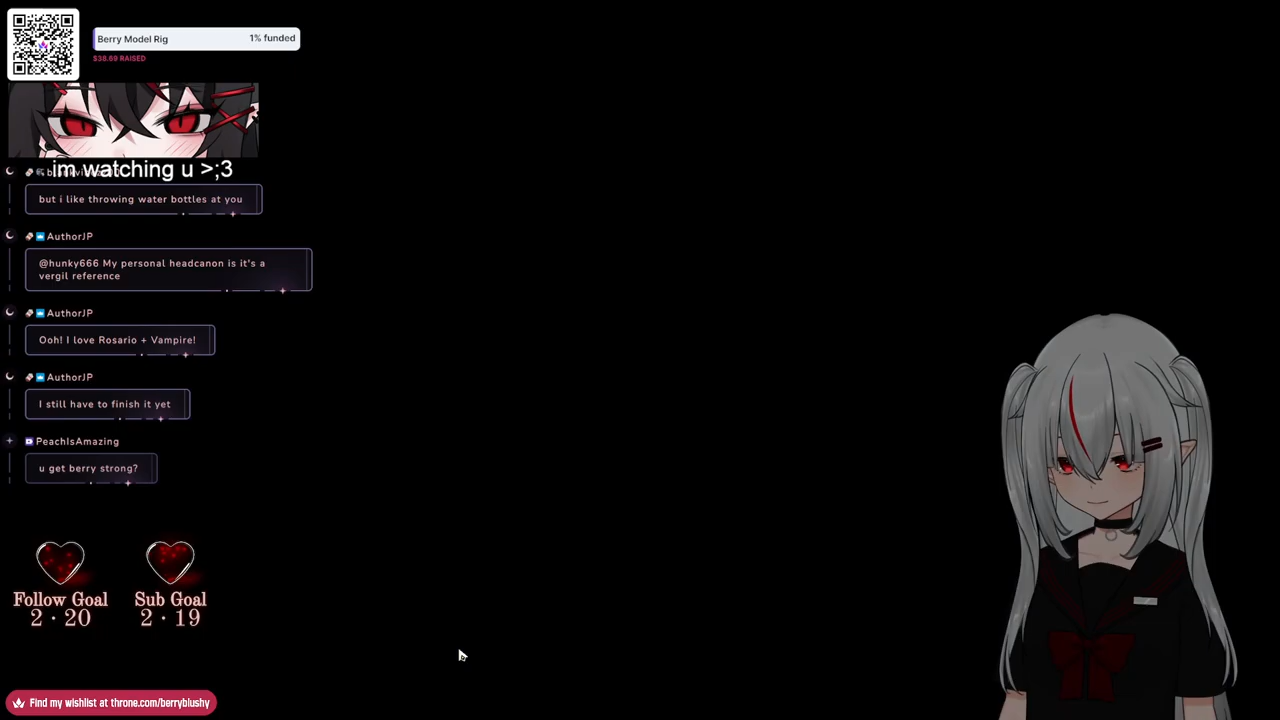 Berry Model Rig 1% funded
$38.69 RAISED
im watching u >;3
but i like throwing water bottles at you
AuthorJP
@hunky666 My personal headcanon is it's a
vergil reference
AuthorJP
Ooh! I love Rosario + Vampire!
AuthorJP
I still have to finish it yet
PeachIsAmazing
u get berry strong?
Follow Goal Sub Goal
2 · 20 2 · 19
Find my wishlist at throne.com/berryblushy